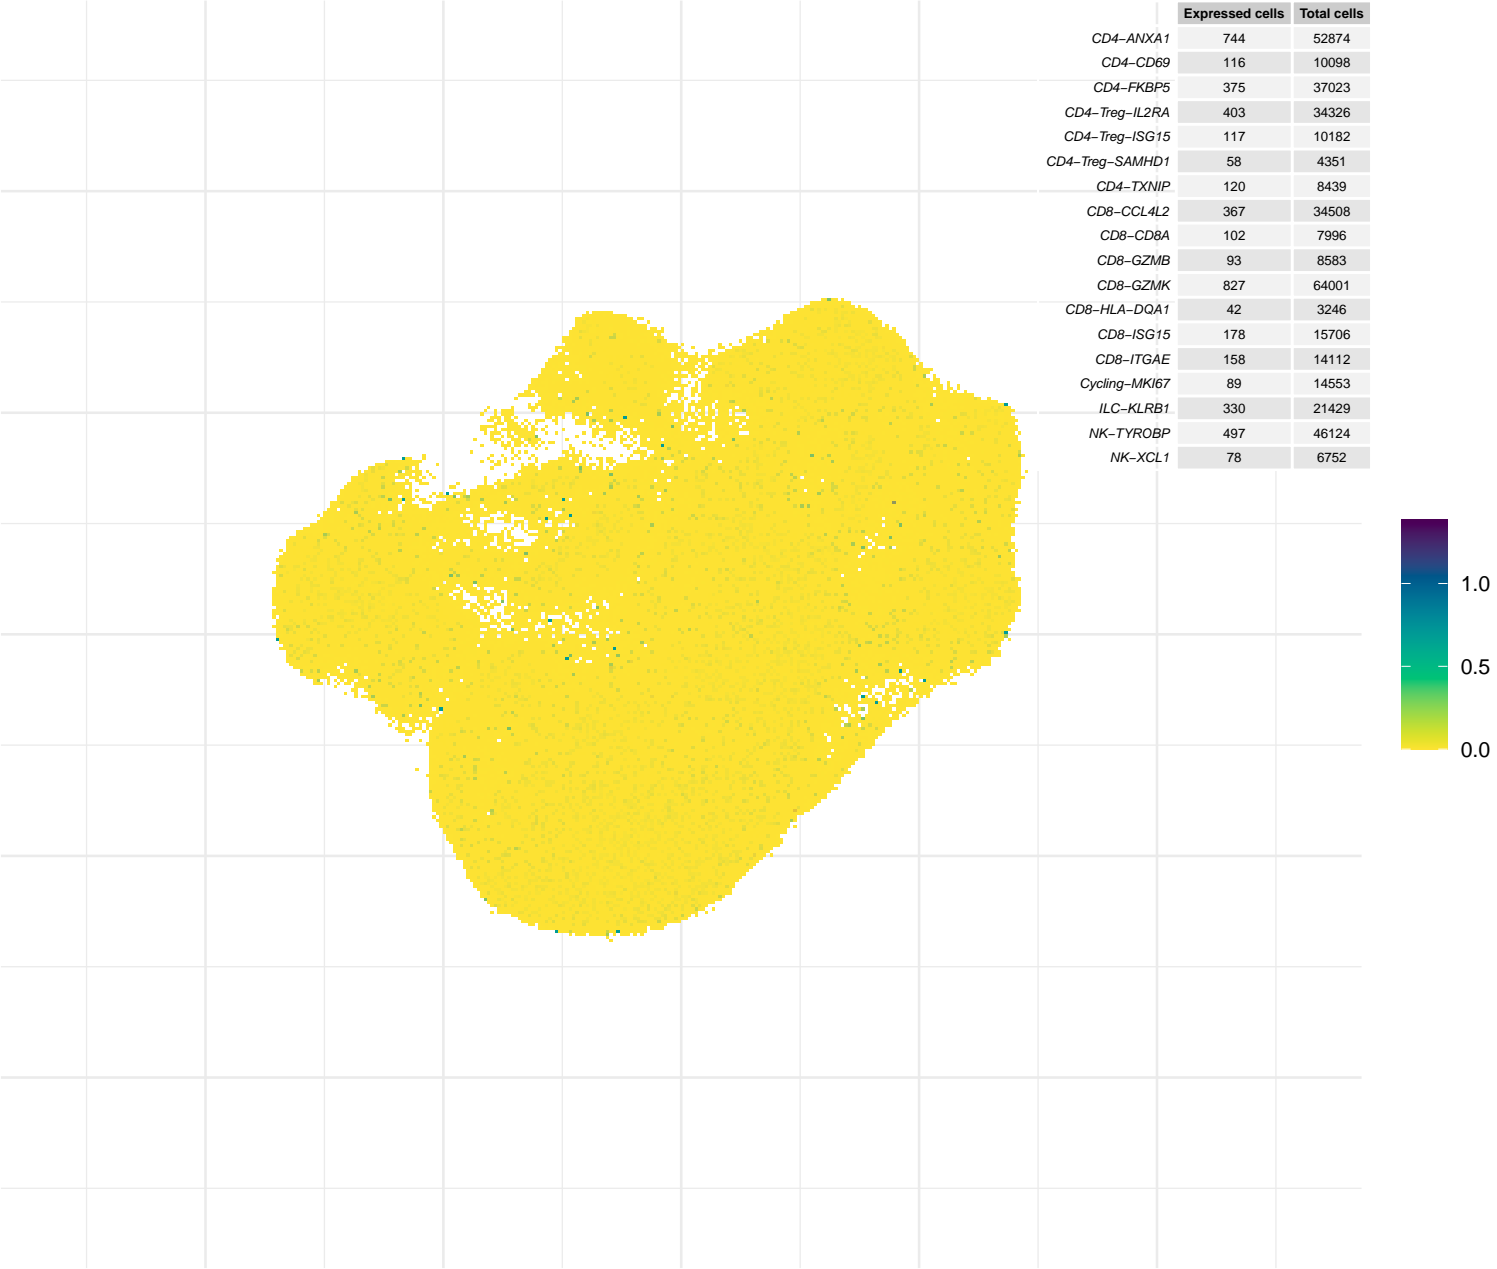 Expressed cells Total cells
CD4−ANXA1 744 52874
CD4−CD69 116 10098
CD4−FKBP5 375 37023
CD4−Treg−IL2RA 403 34326
CD4−Treg−ISG15 117 10182
CD4−Treg−SAMHD1 58 4351
CD4−TXNIP 120 8439
CD8−CCL4L2 367 34508
CD8−CD8A 102 7996
CD8−GZMB 93 8583
CD8−GZMK 827 64001
CD8−HLA−DQA1 42 3246
CD8−ISG15 178 15706
CD8−ITGAE 158 14112
Cycling−MKI67 89 14553
ILC−KLRB1 330 21429
NK−TYROBP 497 46124
NK−XCL1 78 6752
1.0
0.5
0.0